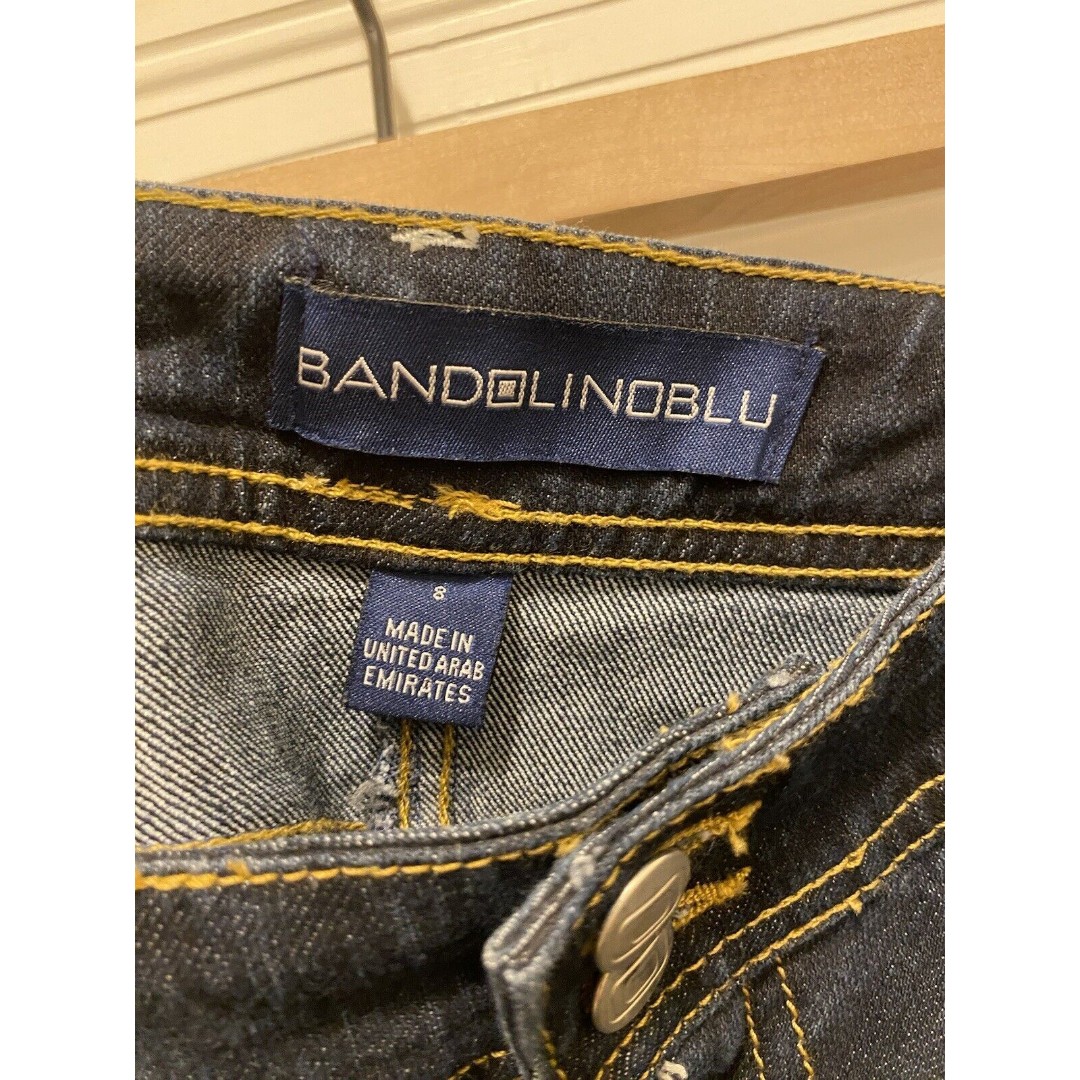 BANDOLINOBLU
8
MADE IN
UNITED ARAB
EMIRATES